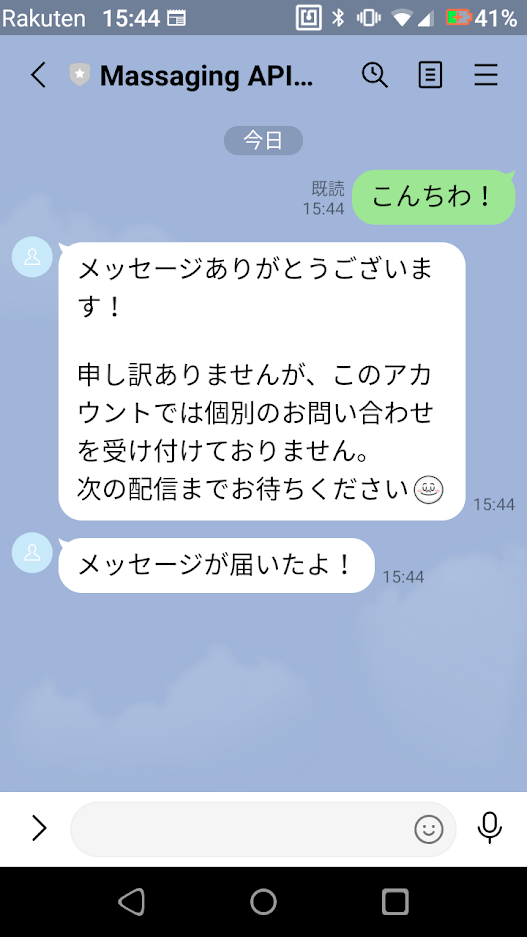 Rakuten 15:44 41%
Massaging API...
今日
こんちわ！
既読
15:44
メッセージありがとうございま
す！
申し訳ありませんが、このアカ
ウントでは個別のお問い合わせ
を受け付けておりません。
次の配信までお待ちください
15:44
メッセージが届いたよ！
15:44